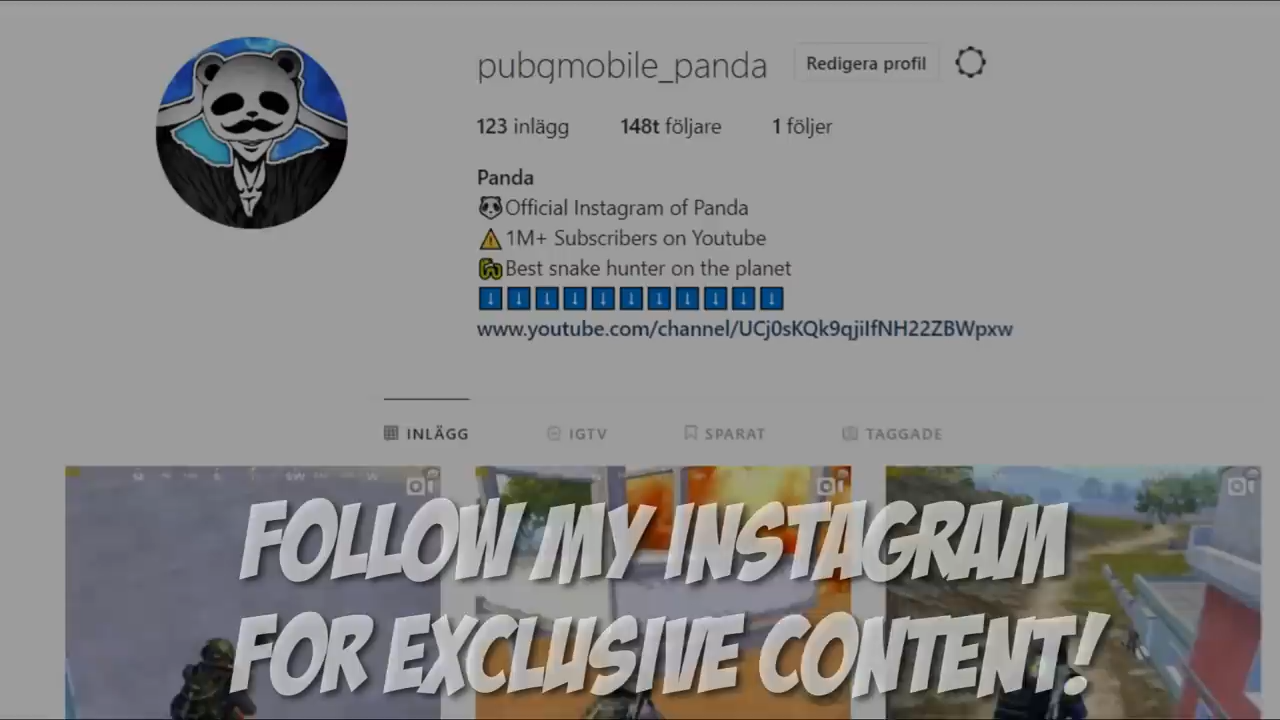 pubgmobile_panda Redigera profil
123 inlägg 148t följare 1 följer
Panda
🐼Official Instagram of Panda
⚠️1M+ Subscribers on Youtube
🐍Best snake hunter on the planet
⬇️⬇️⬇️⬇️⬇️⬇️⬇️⬇️⬇️⬇️⬇️
www.youtube.com/channel/UCj0sKQk9qjiIfNH22ZBWpxw
INLÄGG IGTV SPARAT TAGGADE
FOLLOW MY INSTAGRAM
FOR EXCLUSIVE CONTENT!